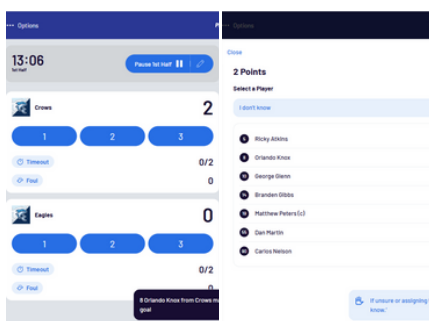 ••• Options
13:06
1st Half
Pause 1st Half
Crows
2
1 2 3
Timeout
0/2
Foul
0
Eagles
0
1 2 3
Timeout
0/2
Foul
0
8 Orlando Knox from Crows
goal
••• Options
Close
2 Points
Select a Player
I don't know
Ricky Atkins
8 Orlando Knox
George Glenn
Branden Gibbs
Matthew Peters (c)
Dan Martin
Carlos Nelson
If unsure or assigning
know.'